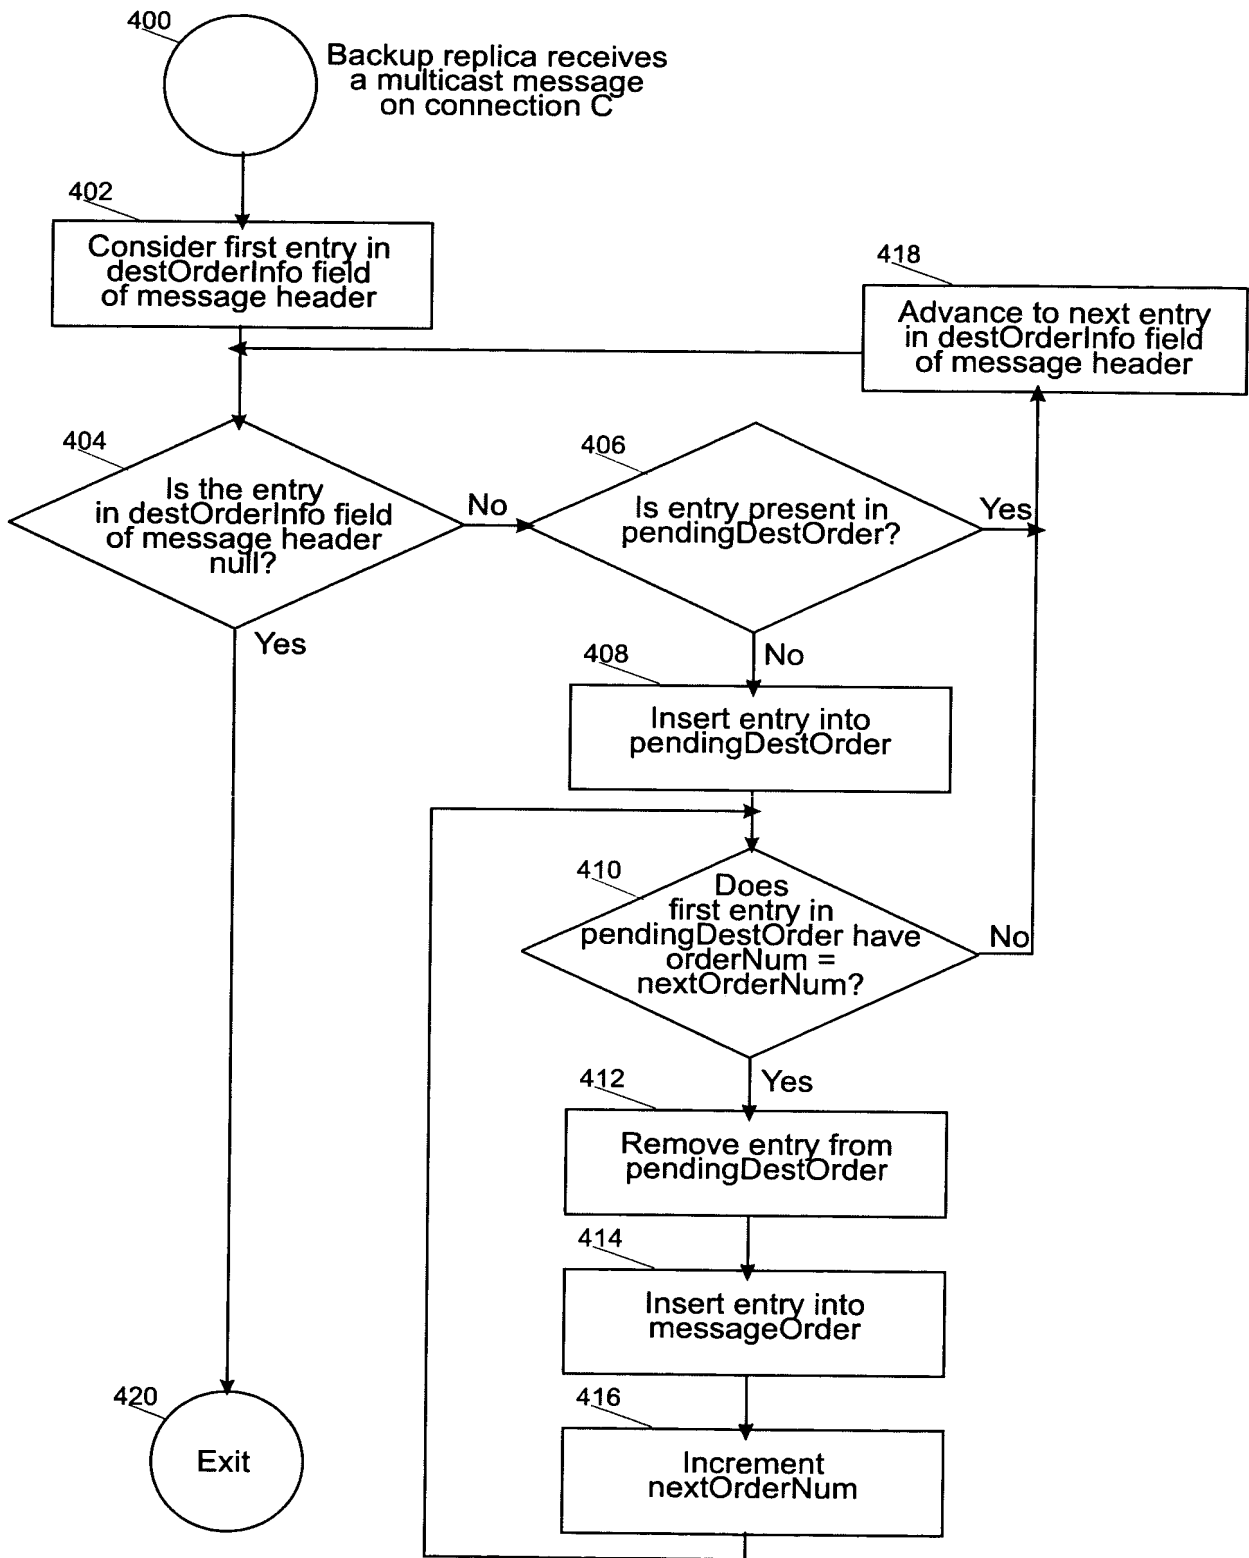 400
Backup replica receives
a multicast message
on connection C
402
Consider first entry in
destOrderInfo field
of message header
418
Advance to next entry
in destOrderInfo field
of message header
404
Is the entry
in destOrderInfo field
of message header
null?
No
Yes
406
Is entry present in
pendingDestOrder?
Yes
No
408
Insert entry into
pendingDestOrder
410
Does
first entry in
pendingDestOrder have
orderNum =
nextOrderNum?
No
Yes
412
Remove entry from
pendingDestOrder
414
Insert entry into
messageOrder
416
Increment
nextOrderNum
420
Exit